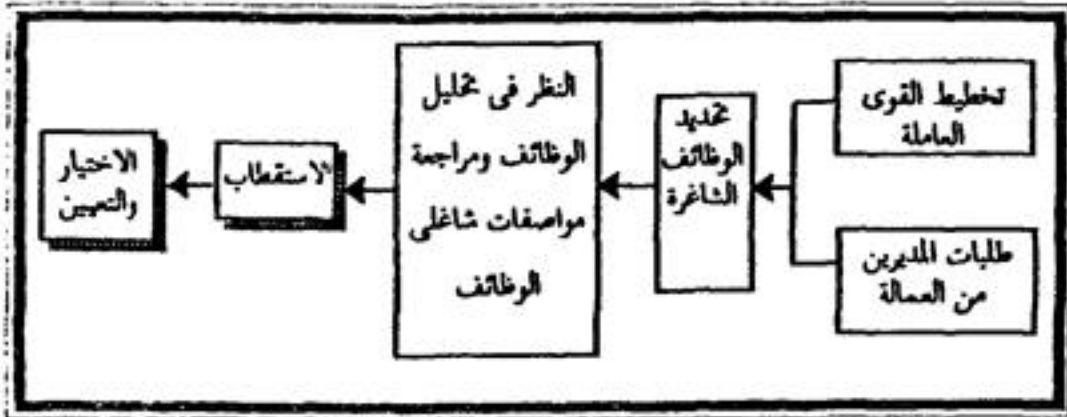 تخطيط القوى
العاملة
طلبات المديرين
من العمالة
تحديد
الوظائف
الشاغرة
النظر فى تحليل
الوظائف ومراجعة
مواصفات شاغلى
الوظائف
الاستقطاب
الاختيار
والتعيين